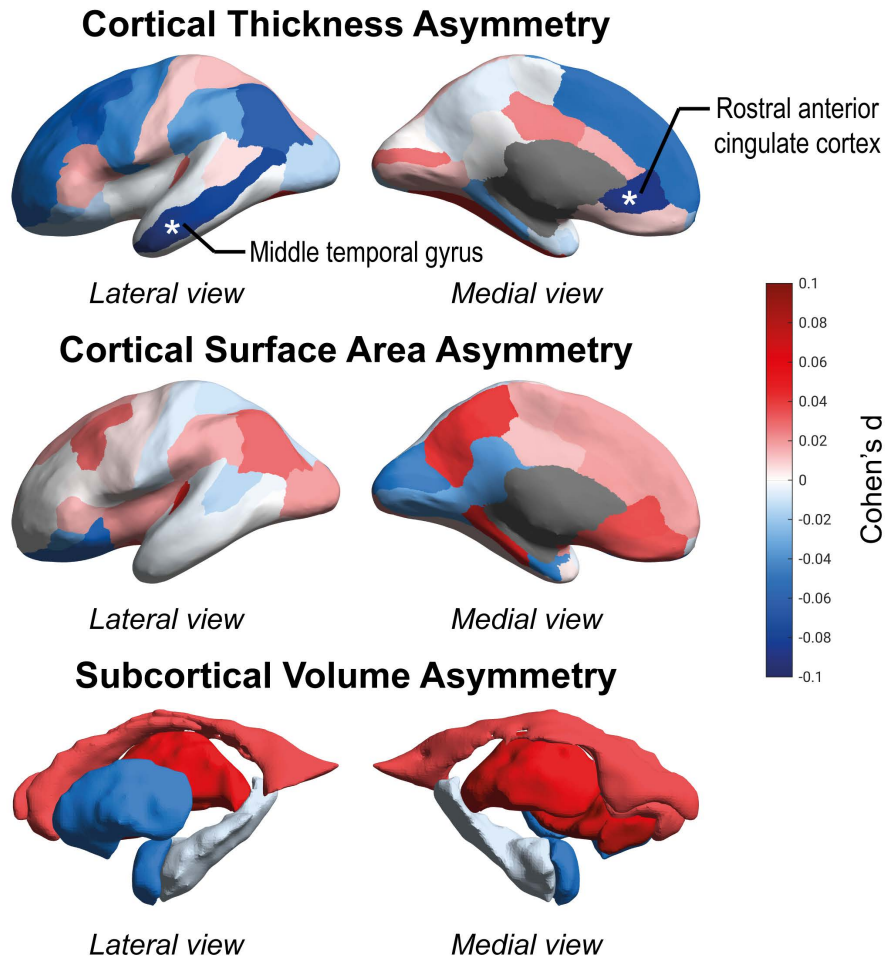 Cortical Thickness Asymmetry
Rostral anterior
cingulate cortex
*
*
Middle temporal gyrus
Lateral view
Medial view
Cortical Surface Area Asymmetry
Lateral view
Medial view
0.1
0.08
0.06
0.04
0.02
0
-0.02
-0.04
-0.06
-0.08
-0.1
Cohen's d
Subcortical Volume Asymmetry
Lateral view
Medial view